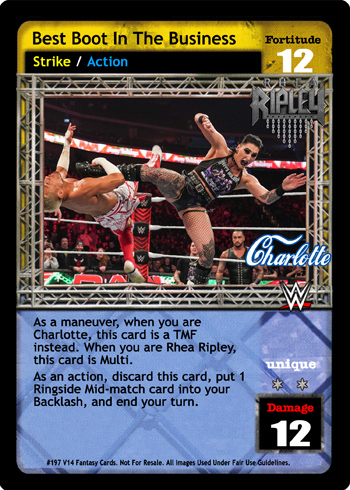 Best Boot In The Business
Fortitude
12
Strike / Action
RHEA
RIPLEY
Charlotte
W
As a maneuver, when you are
Charlotte, this card is a TMF
instead. When you are Rhea Ripley,
this card is Multi.
As an action, discard this card, put 1
Ringside Mid-match card into your
Backlash, and end your turn.
unique
Damage
12
#197 V14 Fantasy Cards. Not For Resale. All Images Used Under Fair Use Guidelines.